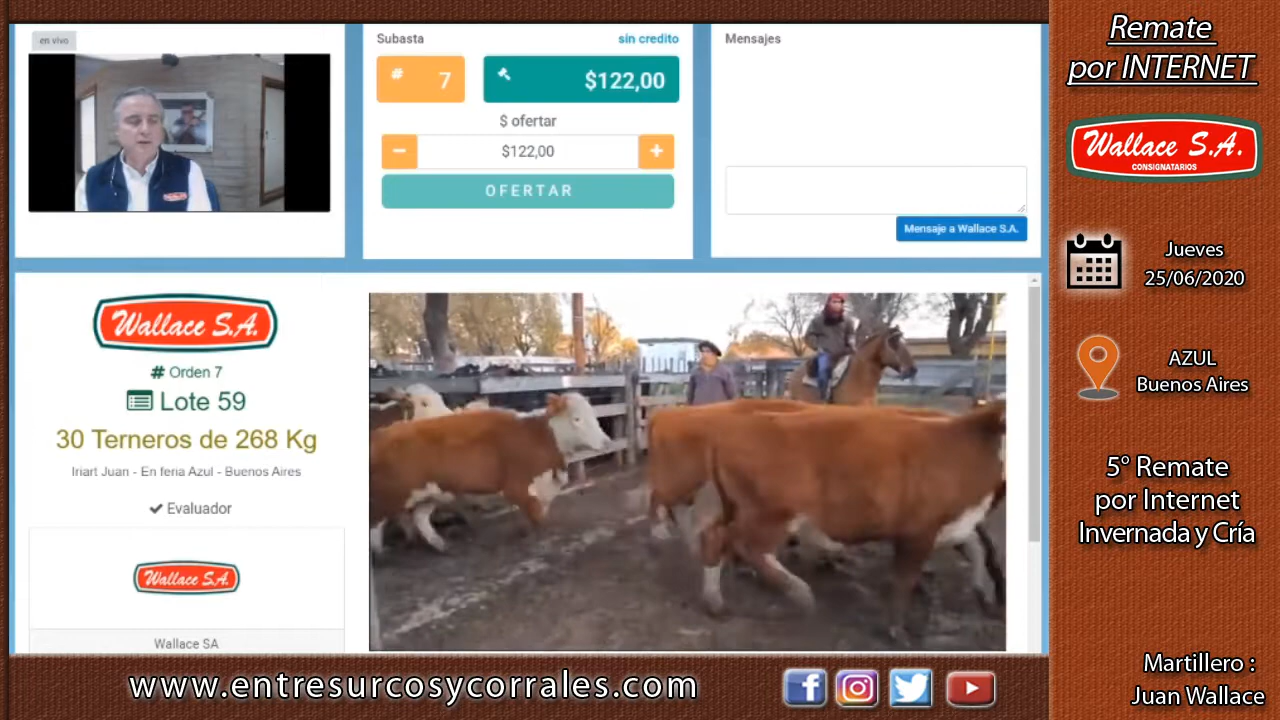 en vivo
Subasta
sin credito
# 7
$122,00
$ ofertar
−
$122,00
+
OFERTAR
Mensajes
Mensaje a Wallace S.A.
Wallace S.A.
# Orden 7
Lote 59
30 Terneros de 268 Kg
Iriart Juan - En feria Azul - Buenos Aires
Evaluador
Wallace S.A.
Wallace SA
www.entresurcosycorrales.com
Remate
por INTERNET
Wallace S.A.
CONSIGNATARIOS
Jueves
25/06/2020
AZUL
Buenos Aires
5° Remate
por Internet
Invernada y Cría
Martillero :
Juan Wallace